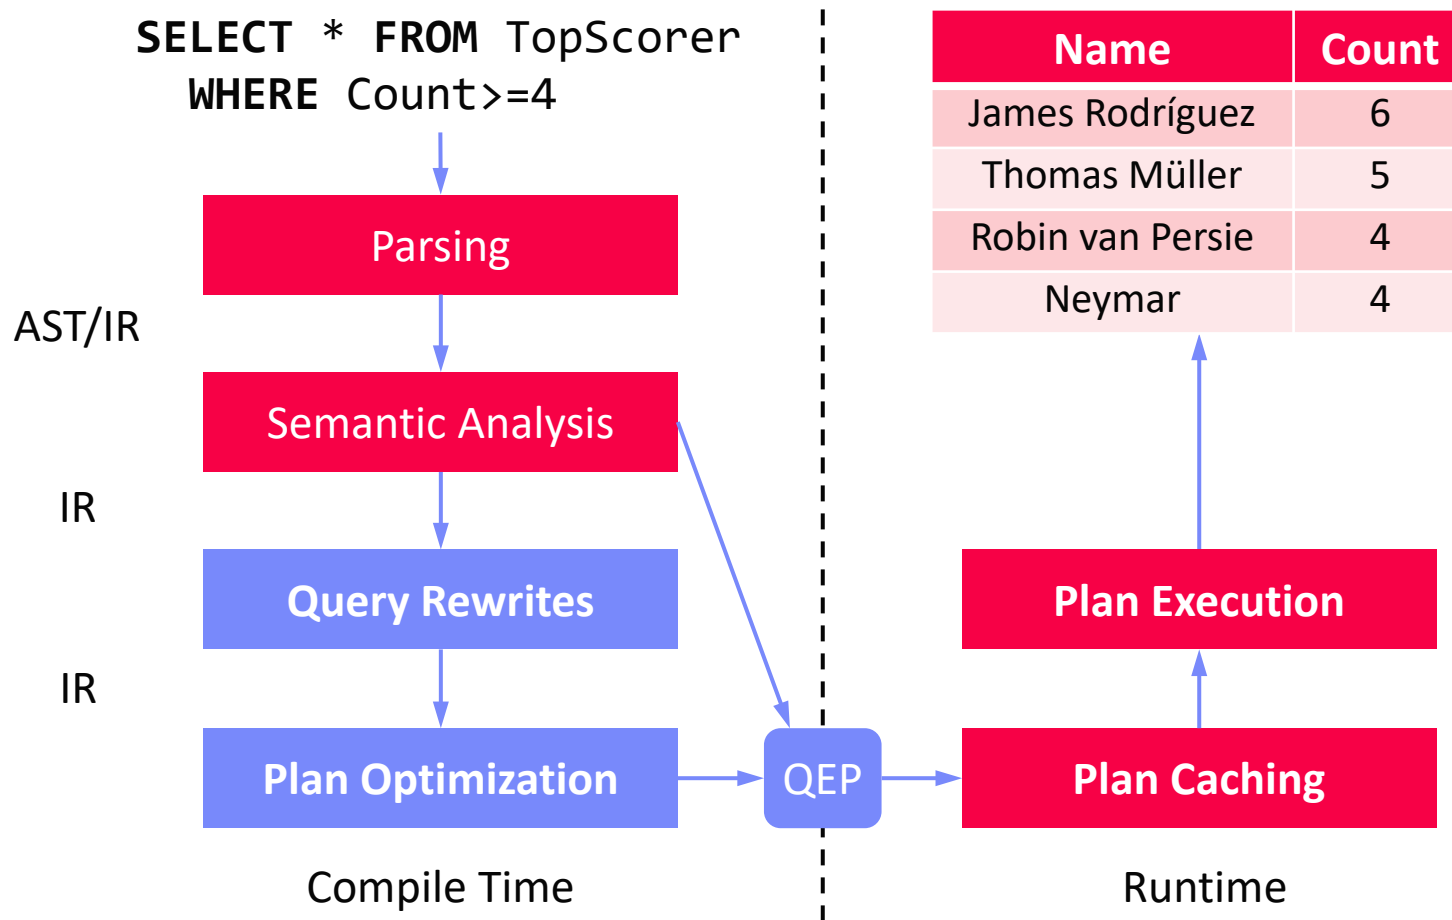 SELECT * FROM TopScorer
WHERE Count>=4
Parsing
AST/IR
Semantic Analysis
IR
Query Rewrites
IR
Plan Optimization
QEP
Compile Time
Name Count
James Rodríguez 6
Thomas Müller 5
Robin van Persie 4
Neymar 4
Plan Execution
Plan Caching
Runtime